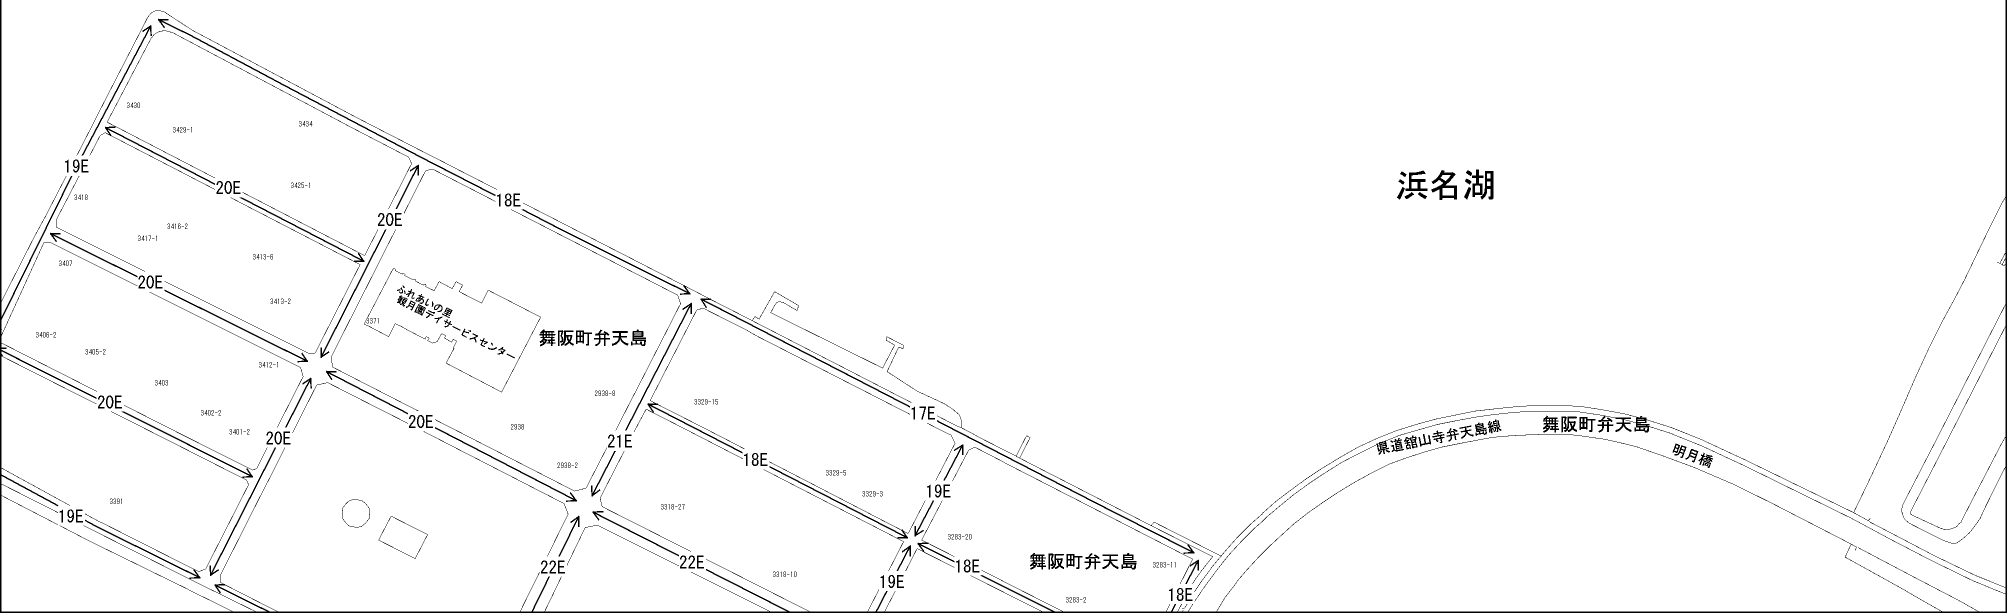 3430
3429-1
3434
19E
3425-1
20E
3418
18E
浜名湖
3416-2
20E
3417-1
3413-6
3407
20E
ふれあいの里
観月園デイサービスセンター
3413-2
3371
3406-2
舞阪町弁天島
3405-2
3412-1
3403
2938-8
20E
3329-15
3402-2
17E
20E
2938
県道舘山寺弁天島線
舞阪町弁天島
3401-2
20E
21E
明月橋
18E
2938-2
3329-5
19E
3329-3
3391
3318-27
19E
3283-20
22E
22E
18E
舞阪町弁天島
3283-11
3318-10
19E
18E
3283-2